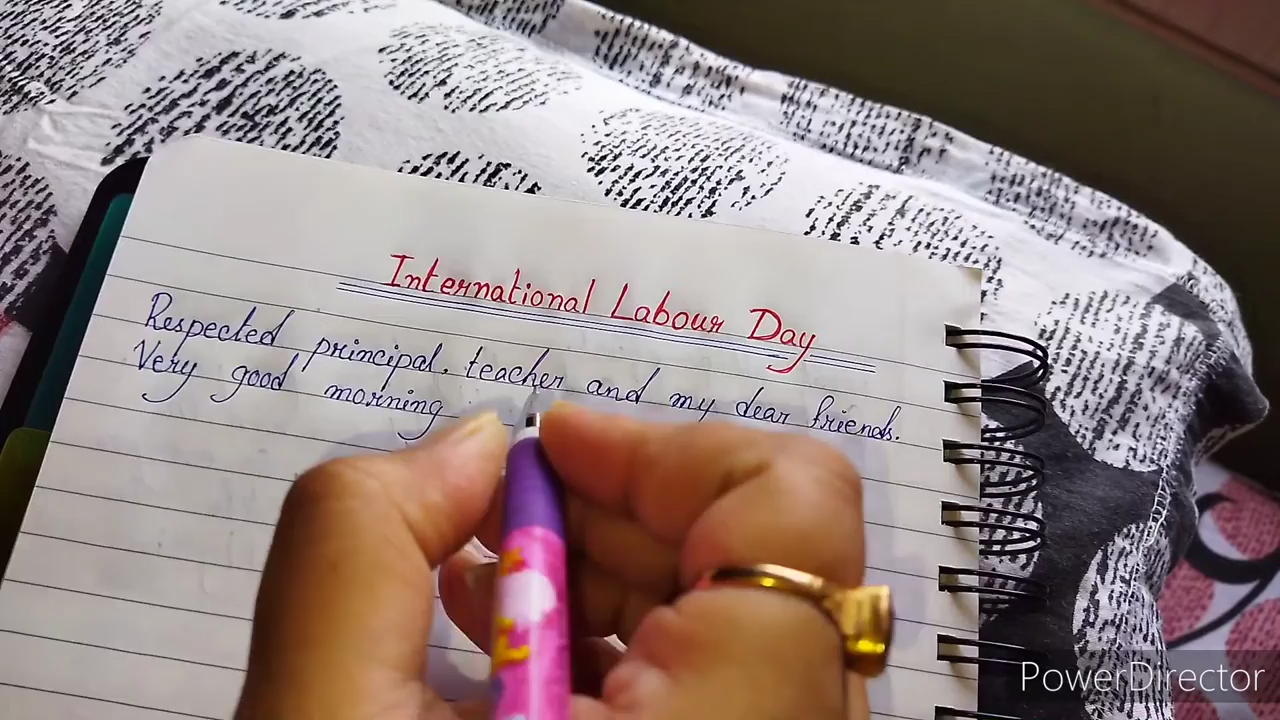 International Labour Day
Respected principal, teacher and my dear friends.
Very good morning
PowerDirector